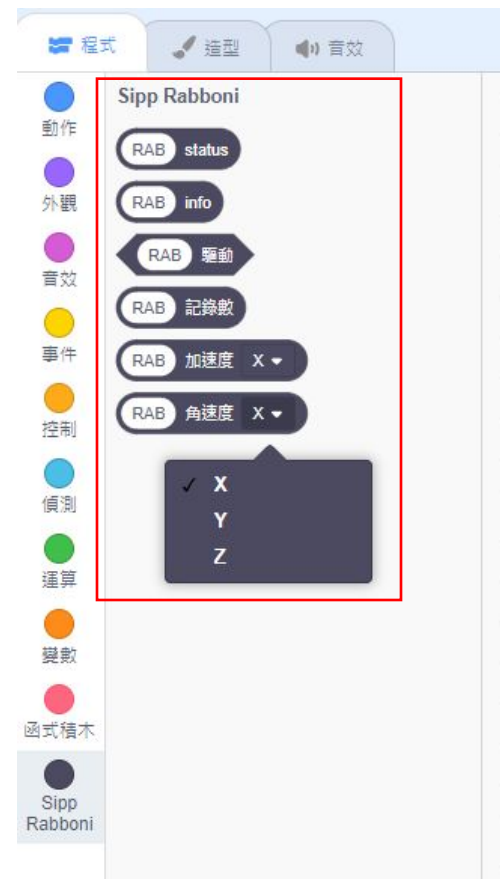 程式
造型
音效
動作
外觀
音效
事件
控制
偵測
運算
變數
函式積木
Sipp
Rabboni
Sipp Rabboni
RAB status
RAB info
RAB 驅動
RAB 記錄數
RAB 加速度 X
RAB 角速度 X
✓ X
Y
Z